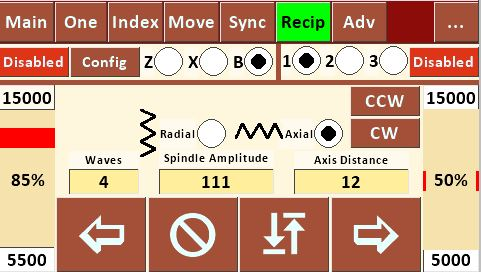 Main One Index Move Sync Recip Adv ...
Disabled Config Z X B 1 2 3 Disabled
15000 CCW 15000
Radial Axial CW
Waves Spindle Amplitude Axis Distance
85% 4 111 12 50%
5500 5000